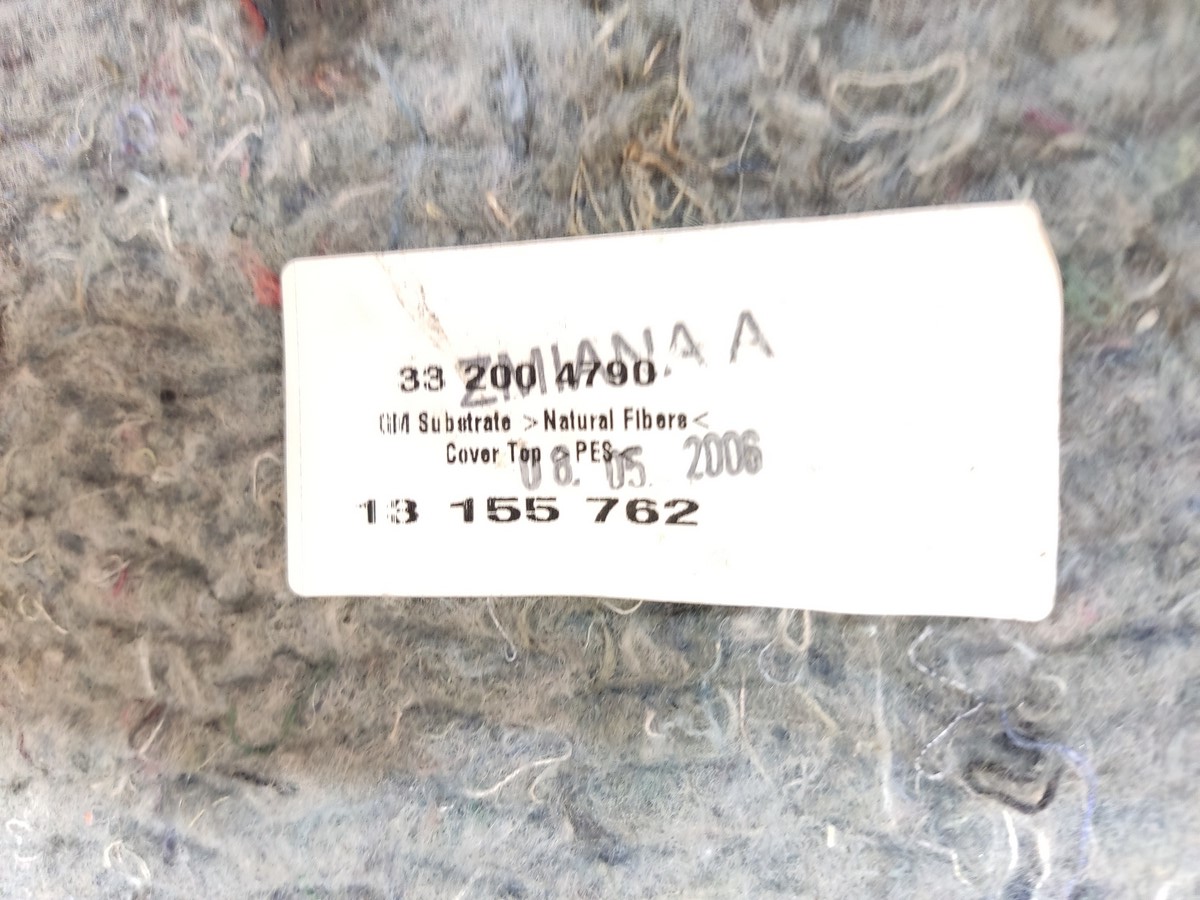 ZMIANA A
33 200 4790
GM Substrate >Natural Fibers<
Cover Top >PES<
08. 05. 2006
13 155 762